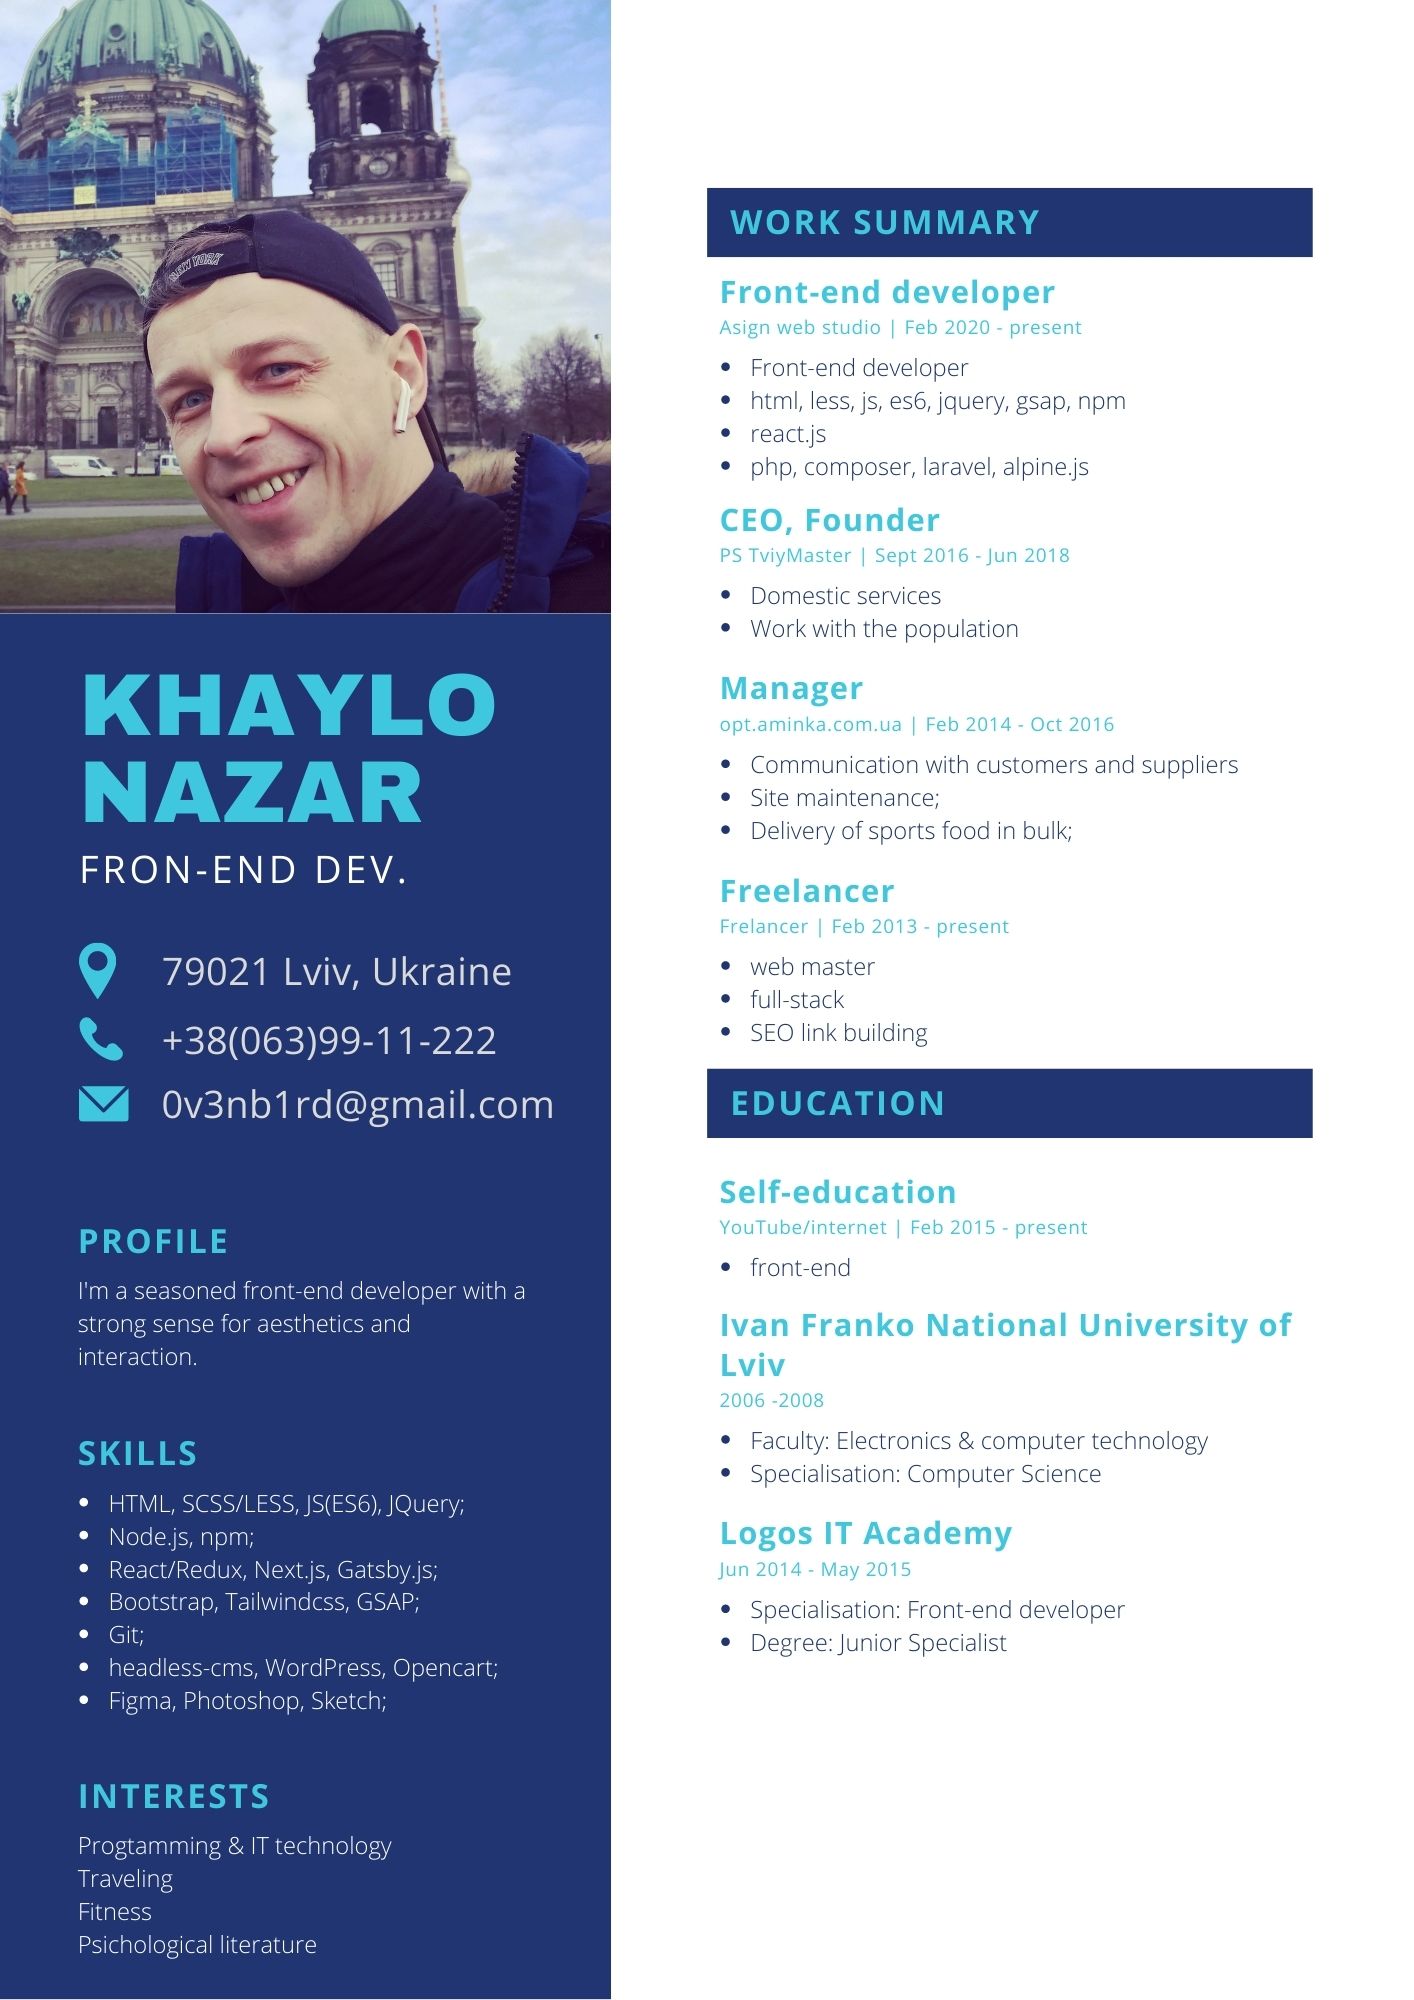 NEW YORK
KHAYLO
NAZAR
FRON-END DEV.
79021 Lviv, Ukraine
+38(063)99-11-222
0v3nb1rd@gmail.com
PROFILE
I'm a seasoned front-end developer with a
strong sense for aesthetics and
interaction.
SKILLS
HTML, SCSS/LESS, JS(ES6), JQuery;
Node.js, npm;
React/Redux, Next.js, Gatsby.js;
Bootstrap, Tailwindcss, GSAP;
Git;
headless-cms, WordPress, Opencart;
Figma, Photoshop, Sketch;
INTERESTS
Progtamming & IT technology
Traveling
Fitness
Psichological literature
WORK SUMMARY
Front-end developer
Asign web studio | Feb 2020 - present
Front-end developer
html, less, js, es6, jquery, gsap, npm
react.js
php, composer, laravel, alpine.js
CEO, Founder
PS TviyMaster | Sept 2016 - Jun 2018
Domestic services
Work with the population
Manager
opt.aminka.com.ua | Feb 2014 - Oct 2016
Communication with customers and suppliers
Site maintenance;
Delivery of sports food in bulk;
Freelancer
Frelancer | Feb 2013 - present
web master
full-stack
SEO link building
EDUCATION
Self-education
YouTube/internet | Feb 2015 - present
front-end
Ivan Franko National University of
Lviv
2006 -2008
Faculty: Electronics & computer technology
Specialisation: Computer Science
Logos IT Academy
Jun 2014 - May 2015
Specialisation: Front-end developer
Degree: Junior Specialist